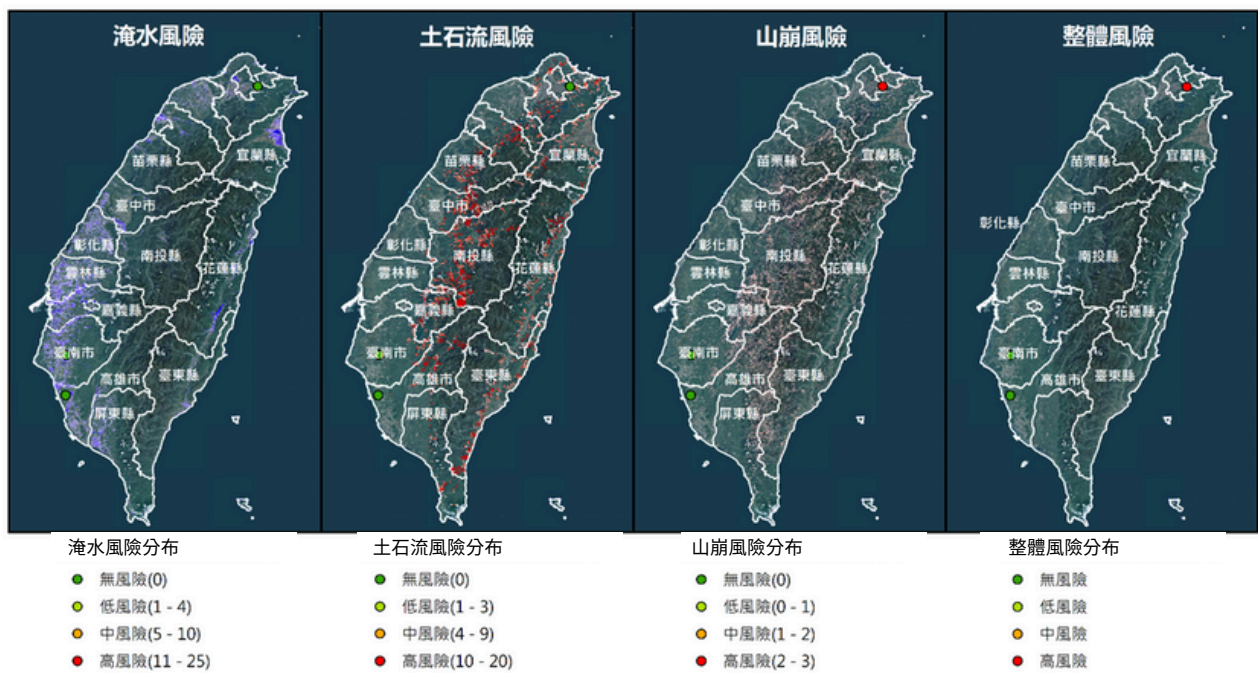 淹水風險
苗栗縣
宜蘭縣
臺中市
彰化縣
南投縣
雲林縣
花蓮縣
嘉義縣
臺南市
高雄市
臺東縣
屏東縣
土石流風險
苗栗縣
宜蘭縣
臺中市
彰化縣
南投縣
雲林縣
花蓮縣
嘉義縣
臺南市
高雄市
臺東縣
屏東縣
山崩風險
苗栗縣
宜蘭縣
臺中市
彰化縣
南投縣
雲林縣
花蓮縣
嘉義縣
臺南市
高雄市
臺東縣
屏東縣
整體風險
苗栗縣
宜蘭縣
臺中市
彰化縣
南投縣
雲林縣
花蓮縣
臺南市
高雄市
臺東縣
淹水風險分布
無風險(0)
低風險(1 - 4)
中風險(5 - 10)
高風險(11 - 25)
土石流風險分布
無風險(0)
低風險(1 - 3)
中風險(4 - 9)
高風險(10 - 20)
山崩風險分布
無風險(0)
低風險(0 - 1)
中風險(1 - 2)
高風險(2 - 3)
整體風險分布
無風險
低風險
中風險
高風險